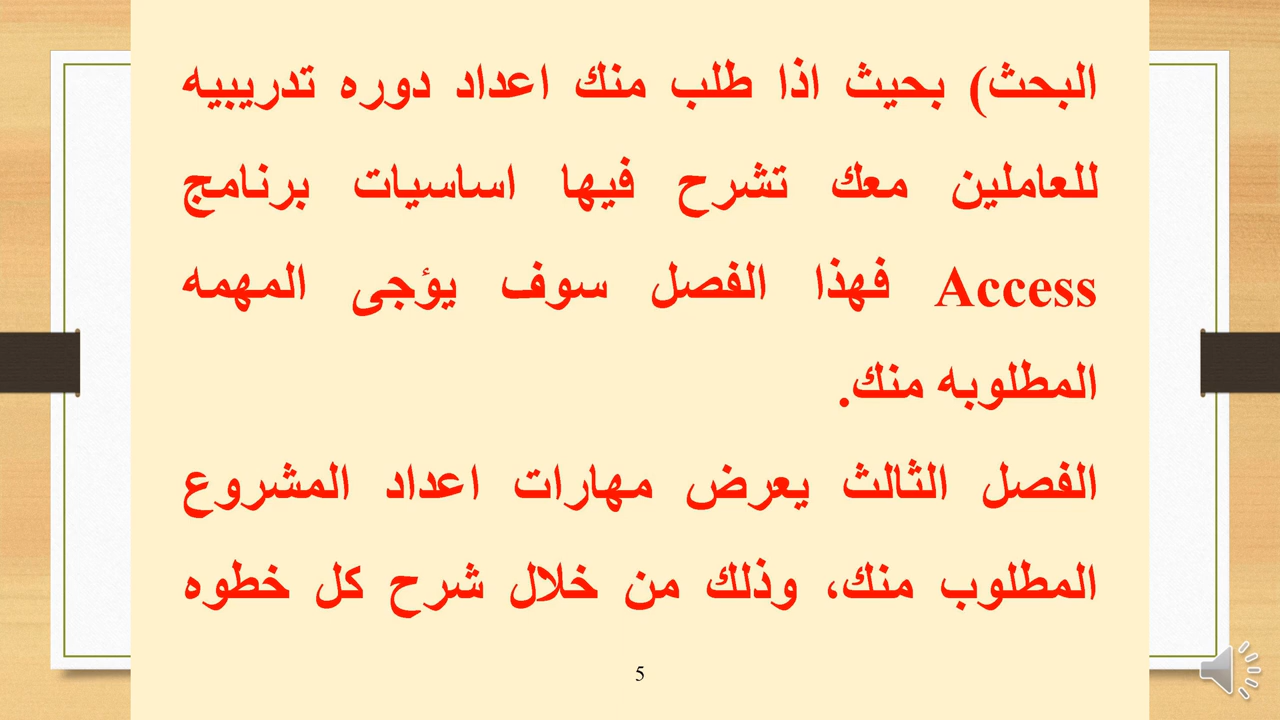 البحث) بحيث اذا طلب منك اعداد دوره تدريبيه
للعاملين معك تشرح فيها اساسيات برنامج
Access فهذا الفصل سوف يؤجى المهمه
المطلوبه منك.
الفصل الثالث يعرض مهارات اعداد المشروع
المطلوب منك، وذلك من خلال شرح كل خطوه
5